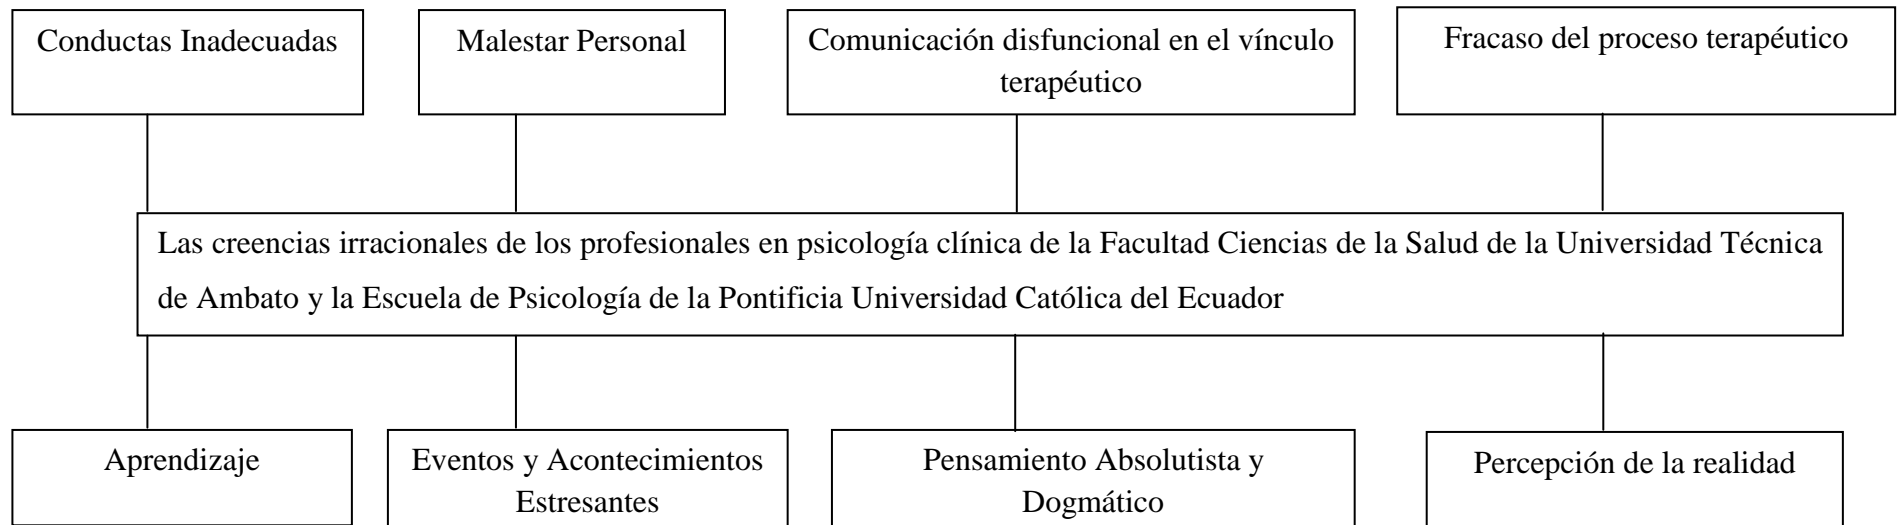 Conductas Inadecuadas
Malestar Personal
Comunicación disfuncional en el vínculo
terapéutico
Fracaso del proceso terapéutico
Las creencias irracionales de los profesionales en psicología clínica de la Facultad Ciencias de la Salud de la Universidad Técnica
de Ambato y la Escuela de Psicología de la Pontificia Universidad Católica del Ecuador
Aprendizaje
Eventos y Acontecimientos
Estresantes
Pensamiento Absolutista y
Dogmático
Percepción de la realidad